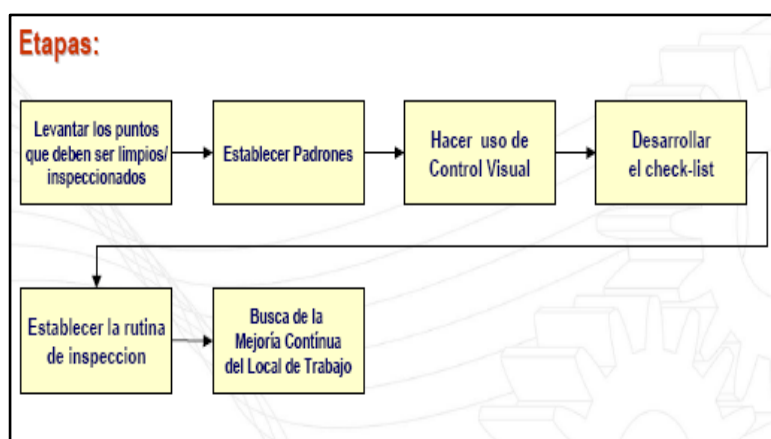 Etapas:
Levantar los puntos
que deben ser limpios/
inspeccionados
Establecer Padrones
Hacer uso de
Control Visual
Desarrollar
el check-list
Establecer la rutina
de inspeccion
Busca de la
Mejoría Contínua
del Local de Trabajo